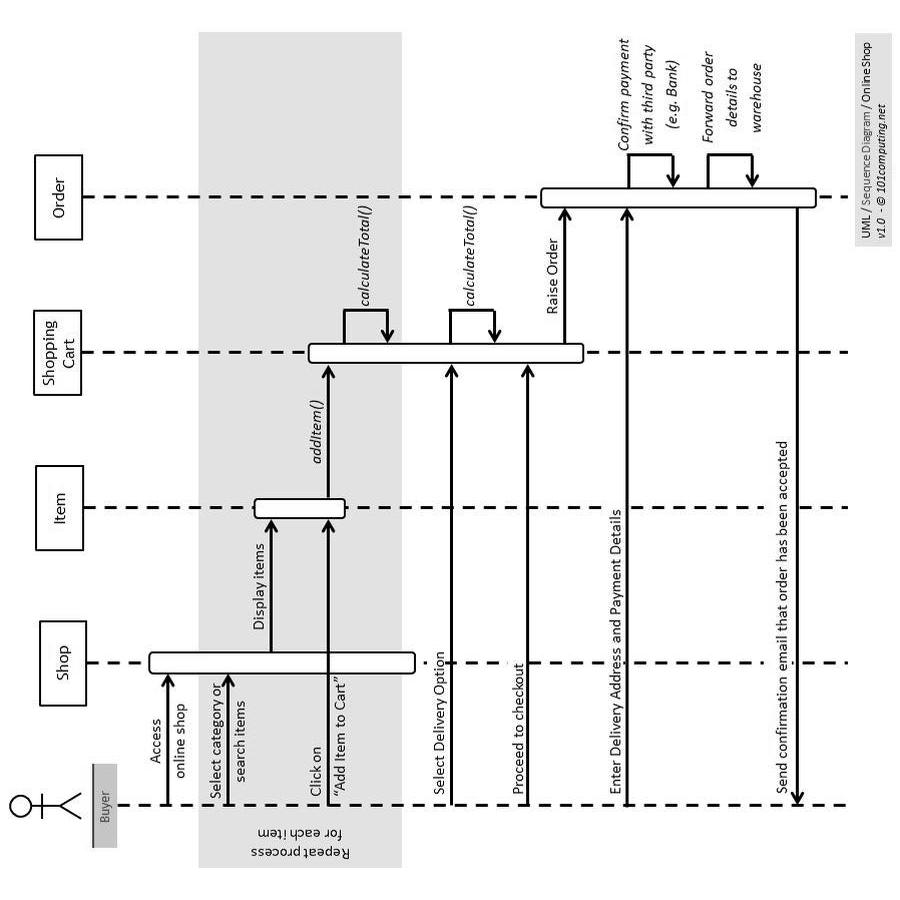 Buyer
Shop
Item
Shopping
Cart
Order
Access
online shop
Select category or
search items
Display items
Click on
"Add Item to Cart"
addItem()
calculateTotal()
Repeat process
for each item
Select Delivery Option
calculateTotal()
Proceed to checkout
Raise Order
Enter Delivery Address and Payment Details
Confirm payment
with third party
(e.g. Bank)
Forward order
details to
warehouse
Send confirmation email that order has been accepted
UML / Sequence Diagram / Online Shop
v1.0 - © 101computing.net